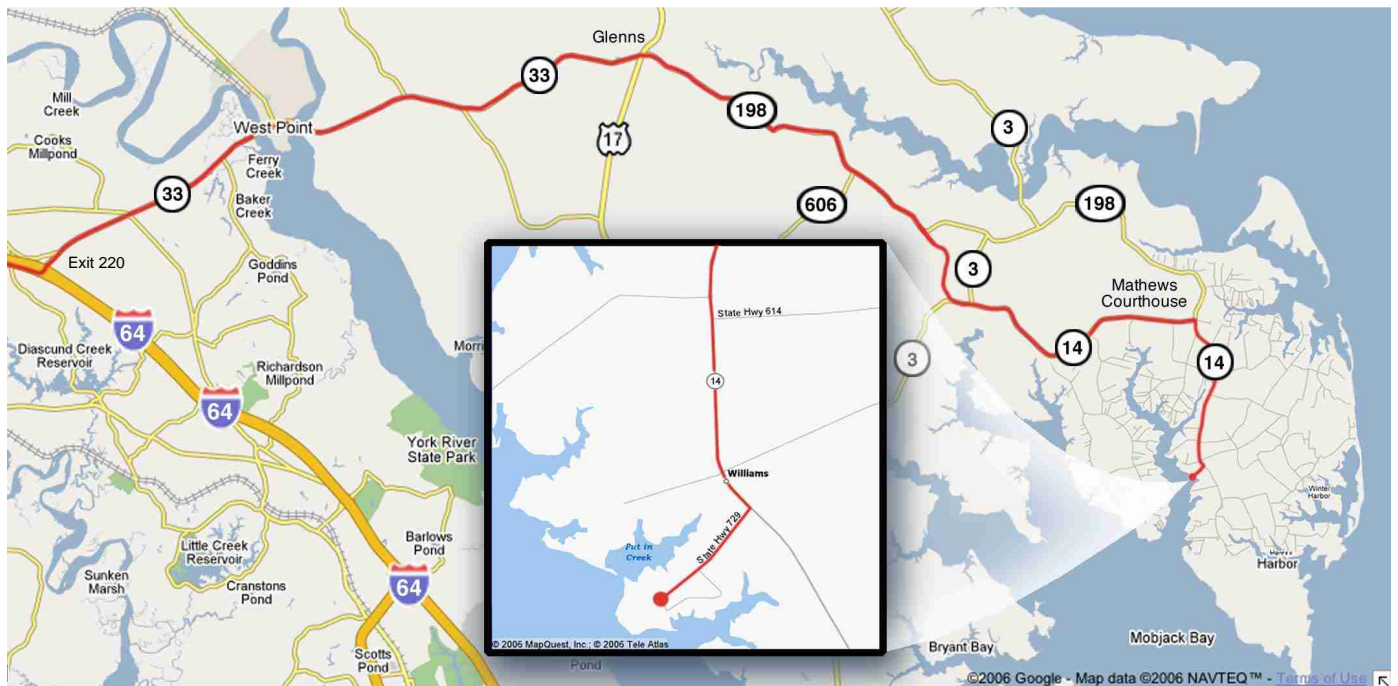 Glenns
33
198
17
3
Mill
Creek
Cooks
Millpond
West Point
Ferry
Creek
33
Baker
Creek
606
198
Exit 220
Goddins
Pond
3
Mathews
Courthouse
64
Diascund Creek
Reservoir
Richardson
Millpond
64
Morri
3
14
14
York River
State Park
State Hwy 614
14
Williams
State Hwy 729
Put in
Creek
© 2006 MapQuest, Inc.; © 2006 Tele Atlas
Winter
Harbor
Harbor
Little Creek
Reservoir
Barlows
Pond
Sunken
Marsh
Cranstons
Pond
64
Scotts
Pond
Pond
Bryant Bay
Mobjack Bay
©2006 Google - Map data ©2006 NAVTEQ™ - Terms of Use